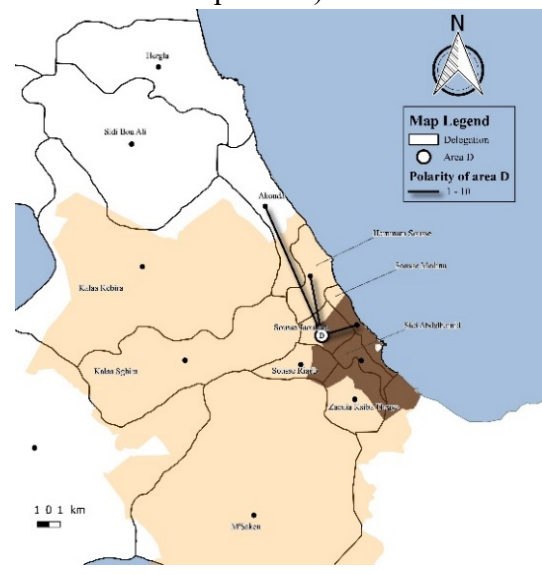 N
Hergla
Map Legend
Delegation
Area D
Polarity of area D
1 - 10
Sidi Bou Ali
Akouda
Hammam Sousse
Sousse Medina
Kalaa Kebira
Sousse
D
Sidi Abdelhamid
Kalaa Sghira
Sousse Riadh
Zaouia Ksiba Thrayet
1 0 1 km
M'Saken